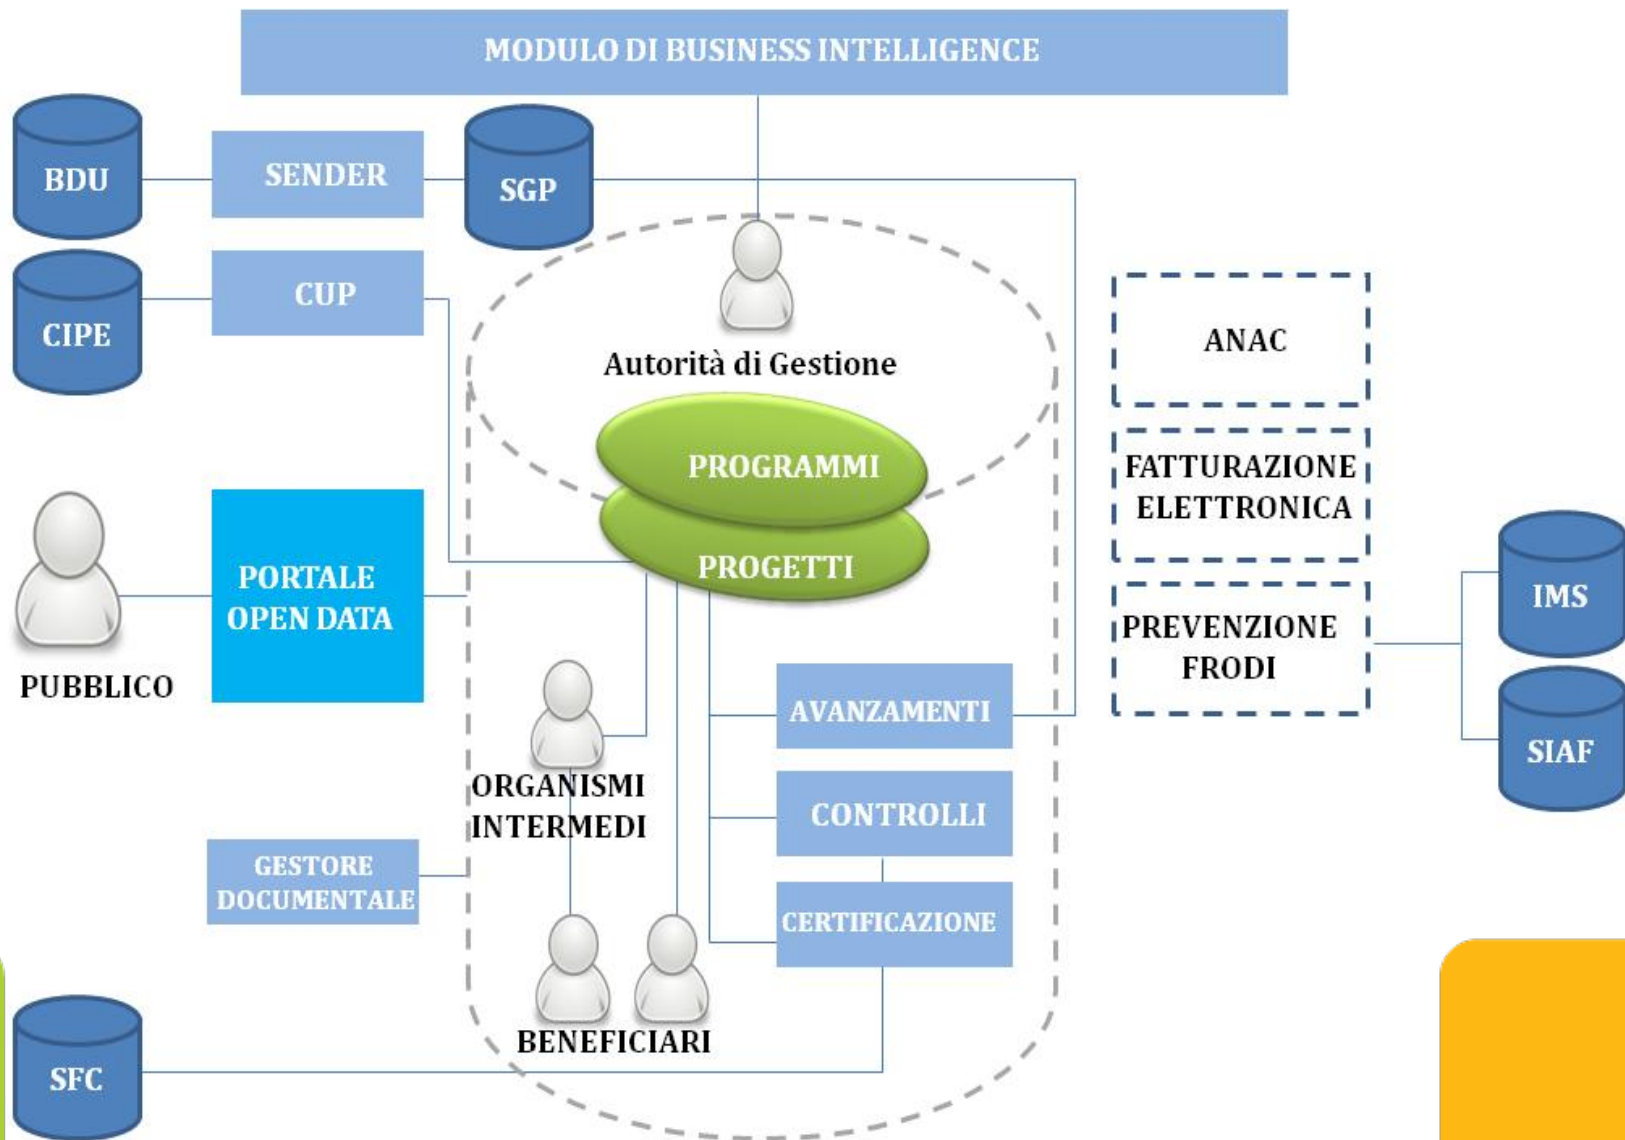 MODULO DI BUSINESS INTELLIGENCE
BDU
SENDER
SGP
CIPE
CUP
Autorità di Gestione
ANAC
PROGRAMMI
PROGETTI
FATTURAZIONE
ELETTRONICA
PUBBLICO
PORTALE
OPEN DATA
PREVENZIONE
FRODI
IMS
SIAF
ORGANISMI
INTERMEDI
AVANZAMENTI
CONTROLLI
CERTIFICAZIONE
GESTORE
DOCUMENTALE
BENEFICIARI
SFC